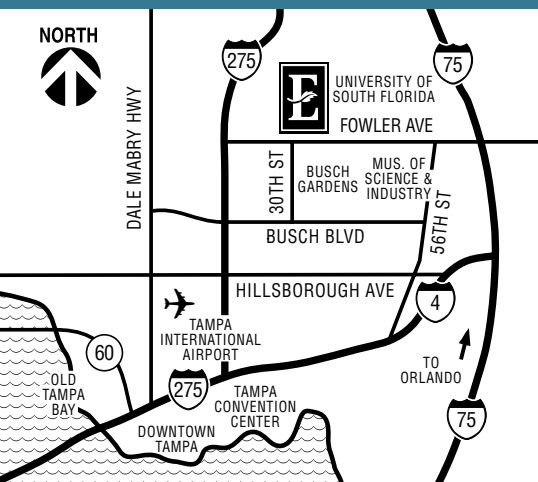 NORTH
275
75
E
UNIVERSITY OF
SOUTH FLORIDA
FOWLER AVE
DALE MABRY HWY
30TH ST
BUSCH
GARDENS
MUS. OF
SCIENCE &
INDUSTRY
56TH ST
BUSCH BLVD
HILLSBOROUGH AVE
4
TAMPA
INTERNATIONAL
AIRPORT
60
TO
ORLANDO
OLD
TAMPA
BAY
275
TAMPA
CONVENTION
CENTER
75
DOWNTOWN
TAMPA